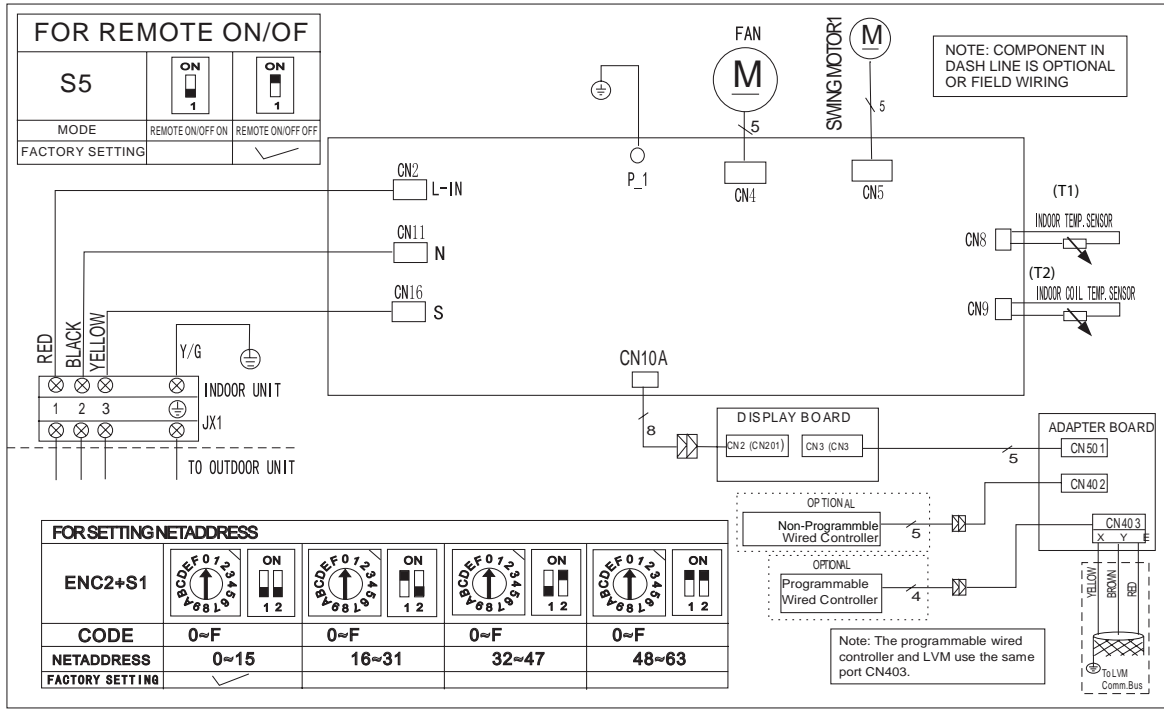 FOR REMOTE ON/OF
S5
ON
1
ON
1
MODE
REMOTE ON/OFF ON
REMOTE ON/OFF OFF
FACTORY SETTING
FAN
M
5
CN4
SWING MOTOR1
M
5
CN5
NOTE: COMPONENT IN
DASH LINE IS OPTIONAL
OR FIELD WIRING
P_1
CN2
L-IN
CN11
N
CN16
S
(T1)
INDOOR TEMP.SENSOR
CN8
(T2)
INDOOR COIL TEMP.SENSOR
CN9
RED
BLACK
YELLOW
Y/G
INDOOR UNIT
1 2 3
JX1
TO OUTDOOR UNIT
CN10A
8
DISPLAY BOARD
CN2 (CN201)
CN3 (CN3
5
ADAPTER BOARD
CN501
CN402
CN403
X Y E
OPTIONAL
Non-Programmble
Wired Controller
5
OPTIONAL
Programmable
Wired Controller
4
YELLOW
BROWN
RED
To LVM
Comm.Bus
Note: The programmable wired
controller and LVM use the same
port CN403.
FOR SETTING NETADDRESS
ENC2+S1
0123456789ABCDEF
ON
1 2
0123456789ABCDEF
ON
1 2
0123456789ABCDEF
ON
1 2
0123456789ABCDEF
ON
1 2
CODE 0~F 0~F 0~F 0~F
NETADDRESS 0~15 16~31 32~47 48~63
FACTORY SETTING